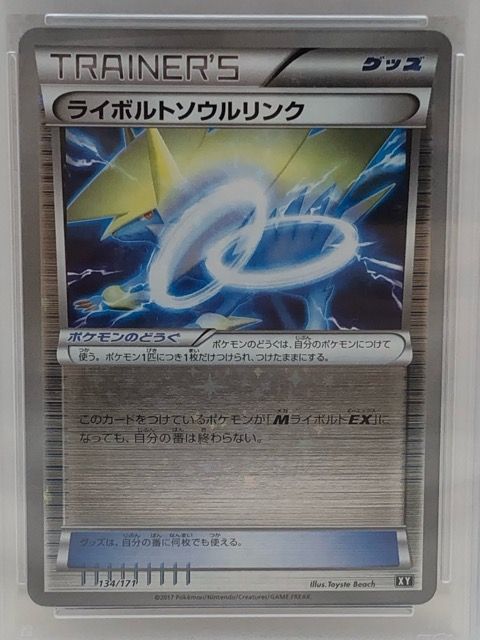 TRAINER'S
グッズ
ライボルトソウルリンク
ポケモンのどうぐ
ポケモンのどうぐは、自分のポケモンにつけて
使う。ポケモン1匹につき1枚だけつけられ、つけたままにする。
このカードをつけているポケモンが「MライボルトEX」に
なっても、自分の番は終わらない。
グッズは、自分の番に何枚でも使える。
134/171
Illus. Toyste Beach
XY
©2017 Pokémon/Nintendo/Creatures/GAME FREAK.